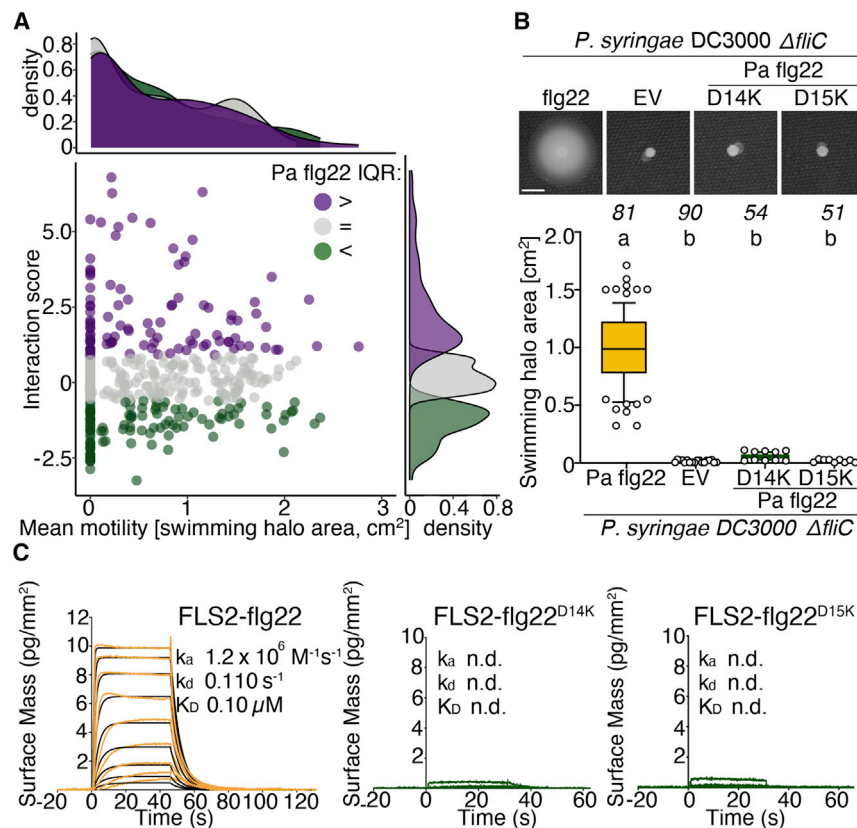 A
density
0.8
0.6
0.4
0.2
0
Pa flg22 IQR:
>
=
<
Interaction score
5.0
2.5
0
-2.5
0
1
2
3
Mean motility [swimming halo area, cm²]
0
0.4
0.8
density
B
P. syringae DC3000 ΔfliC
Pa flg22
flg22
EV
D14K
D15K
81
90
54
51
a
b
b
b
Swimming halo area [cm²]
2.0
1.5
1.0
0.5
0
Pa flg22
EV
D14K
D15K
Pa flg22
P. syringae DC3000 ΔfliC
C
Surface Mass (pg/mm²)
14
12
10
8
6
4
2
FLS2-flg22
ka 1.2 x 10⁶ M⁻¹s⁻¹
kd 0.110 s⁻¹
KD 0.10 µM
-20
0
20
40
60
80
100
120
Time (s)
Surface Mass (pg/mm²)
10
8
6
4
2
FLS2-flg22D14K
ka n.d.
kd n.d.
KD n.d.
-20
0
20
40
60
Time (s)
Surface Mass (pg/mm²)
10
8
6
4
2
FLS2-flg22D15K
ka n.d.
kd n.d.
KD n.d.
-20
0
20
40
60
Time (s)